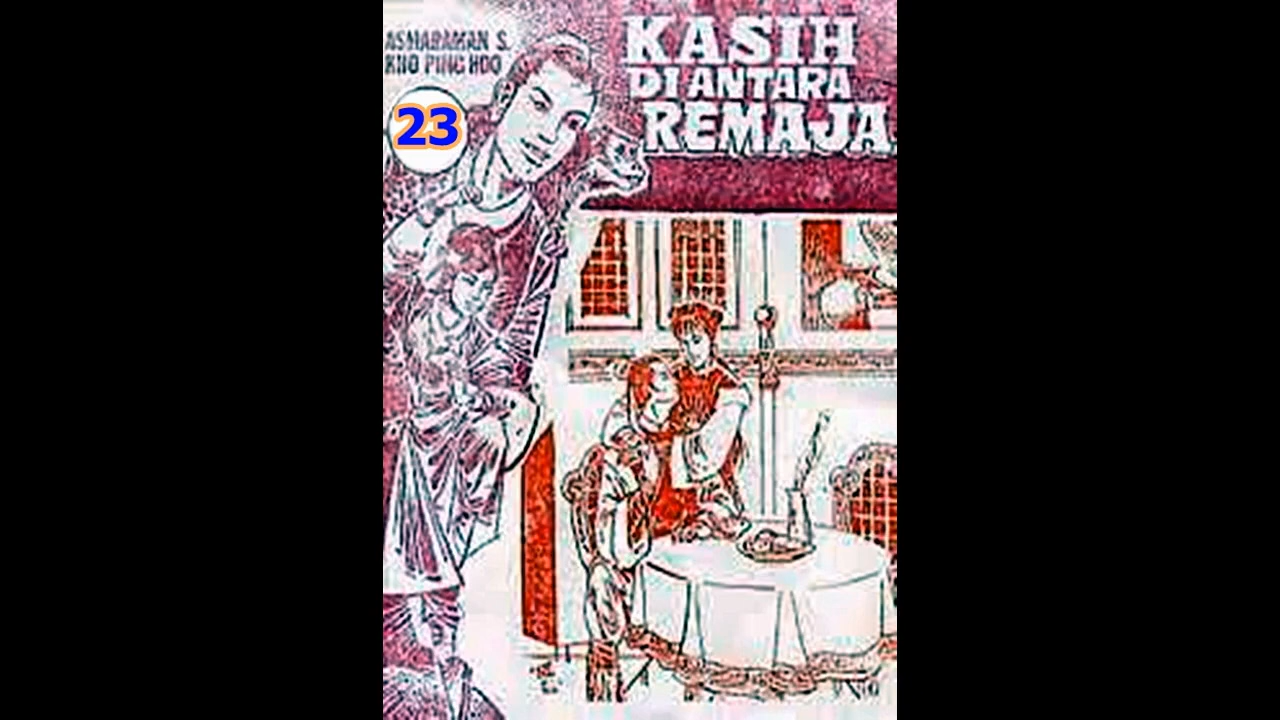 ASMARAMAN S.
KHO PING HOO
23
KASIH
DI ANTARA
REMAJA